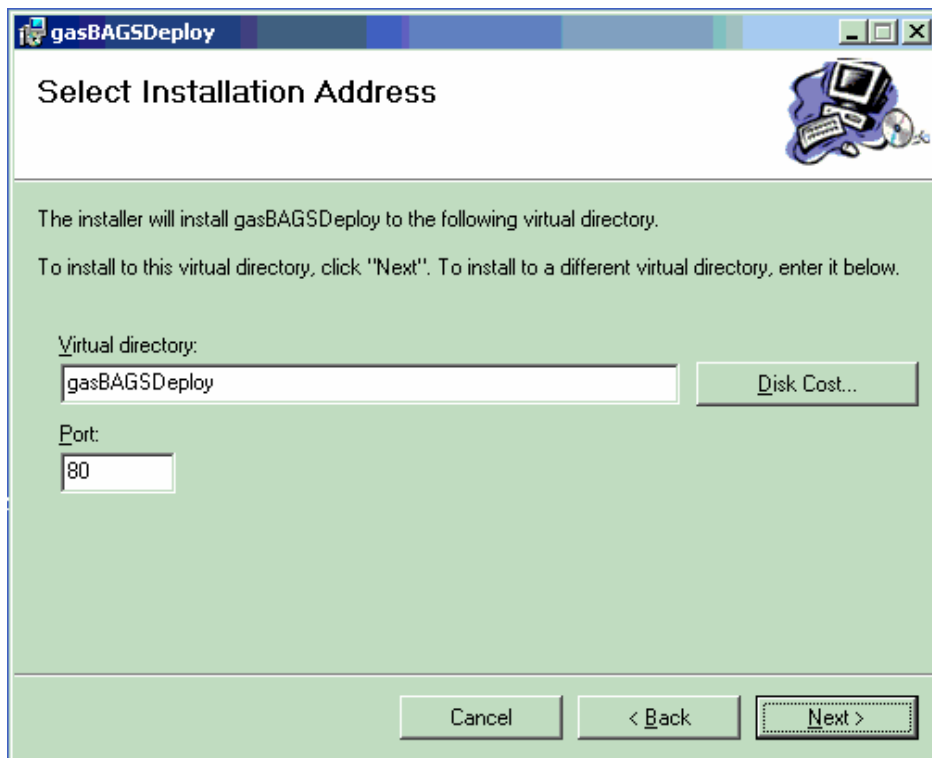 gasBAGSDeploy
Select Installation Address
The installer will install gasBAGSDeploy to the following virtual directory.
To install to this virtual directory, click "Next". To install to a different virtual directory, enter it below.
Virtual directory:
gasBAGSDeploy
Disk Cost...
Port:
80
Cancel
< Back
Next >